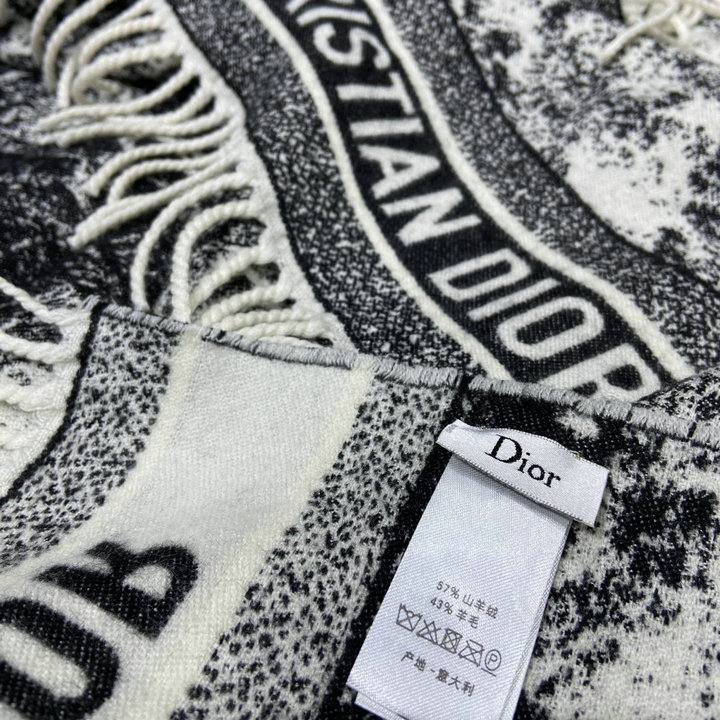 RISTIAN DIOR
Dior
57% 山羊绒
43% 羊毛
P
产地 - 意大利
OB